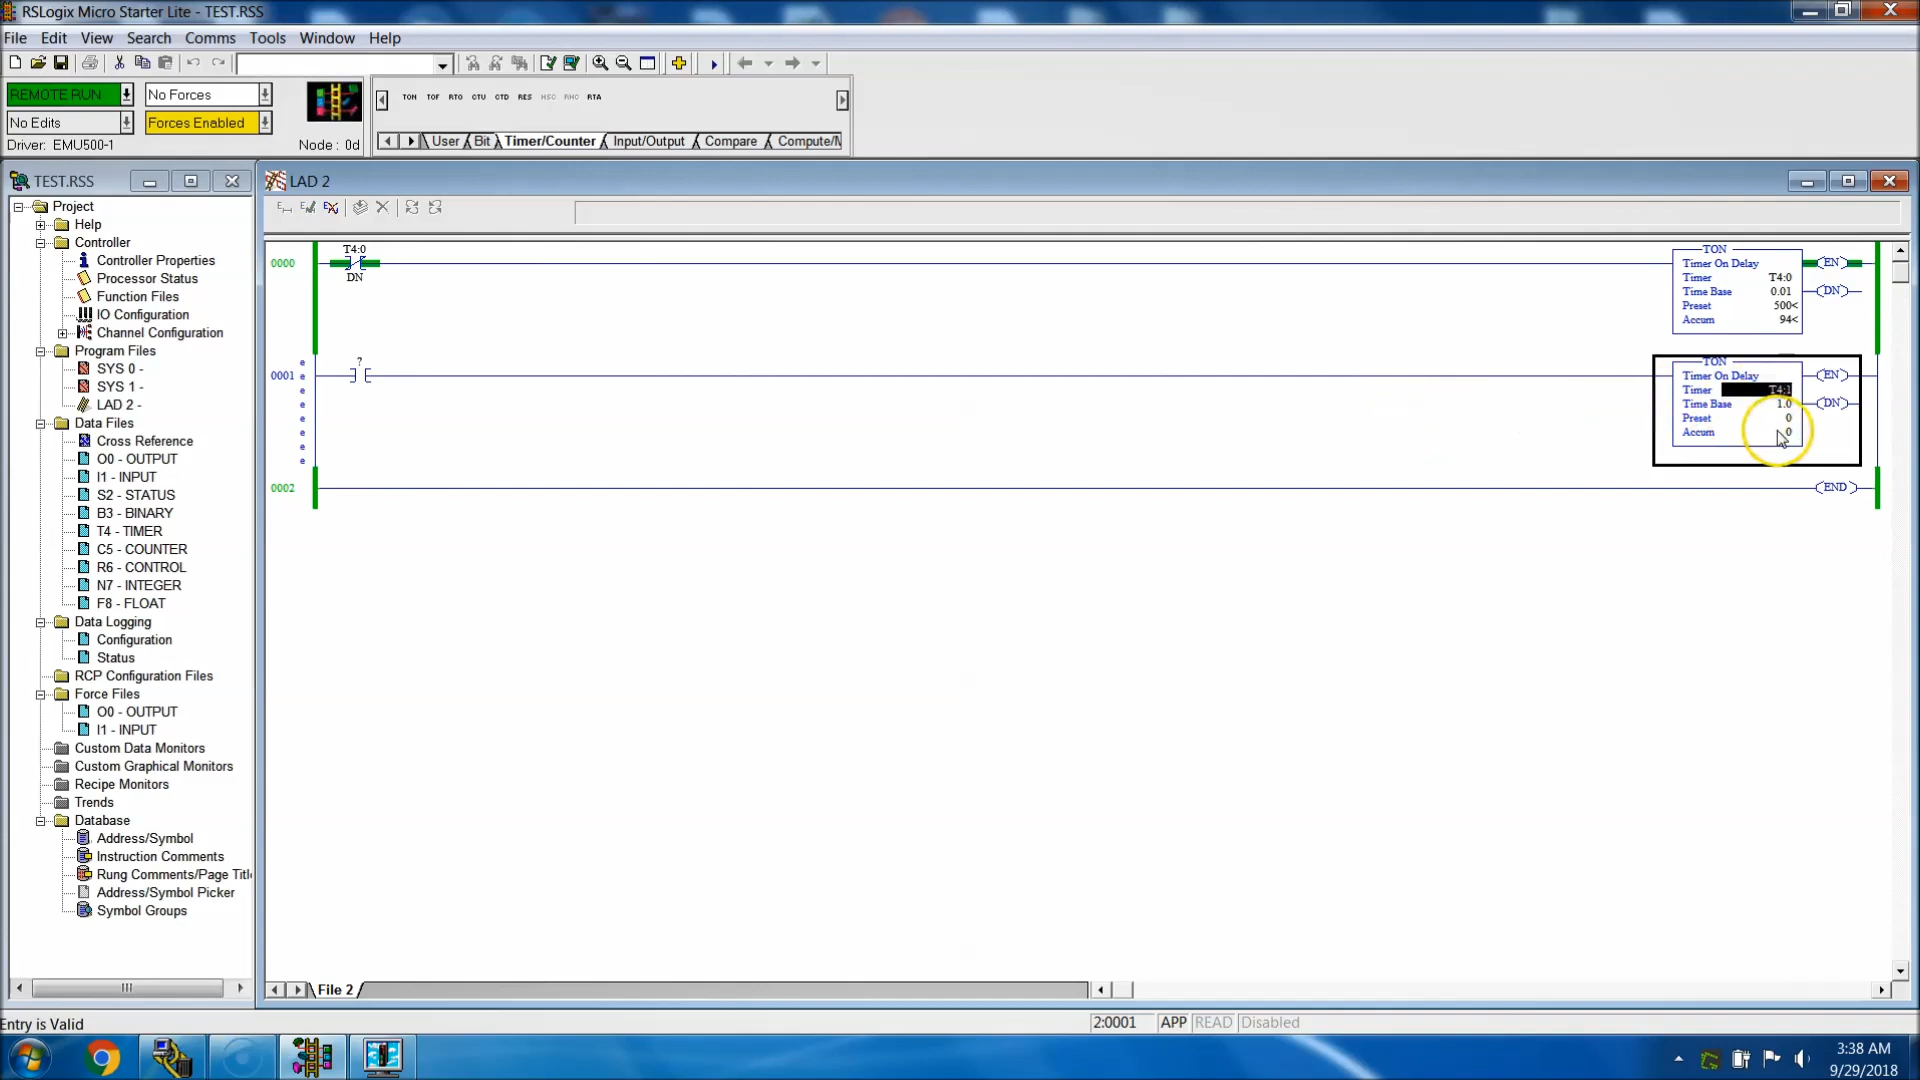 RSLogix Micro Starter Lite - TEST.RSS
File Edit View Search Comms Tools Window Help
REMOTE RUN No Forces
TON TOF RTO CTU CTD RES HSC RHC RTA
No Edits Forces Enabled
Driver: EMU500-1 Node : 0d
User Bit Timer/Counter Input/Output Compare Compute/M
TEST.RSS
Project
Help
Controller
Controller Properties
Processor Status
Function Files
IO Configuration
Channel Configuration
Program Files
SYS 0 -
SYS 1 -
LAD 2 -
Data Files
Cross Reference
O0 - OUTPUT
I1 - INPUT
S2 - STATUS
B3 - BINARY
T4 - TIMER
C5 - COUNTER
R6 - CONTROL
N7 - INTEGER
F8 - FLOAT
Data Logging
Configuration
Status
RCP Configuration Files
Force Files
O0 - OUTPUT
I1 - INPUT
Custom Data Monitors
Custom Graphical Monitors
Recipe Monitors
Trends
Database
Address/Symbol
Instruction Comments
Rung Comments/Page Title
Address/Symbol Picker
Symbol Groups
LAD 2
0000
T4:0
DN
TON
Timer On Delay EN
Timer T4:0
Time Base 0.01 DN
Preset 500<
Accum 94<
0001
e
e
e
e
e
e
e
e
?
TON
Timer On Delay EN
Timer T4:1
Time Base 1.0 DN
Preset 0
Accum 0
0002 END
File 2
Entry is Valid
2:0001 APP READ Disabled
3:38 AM
9/29/2018